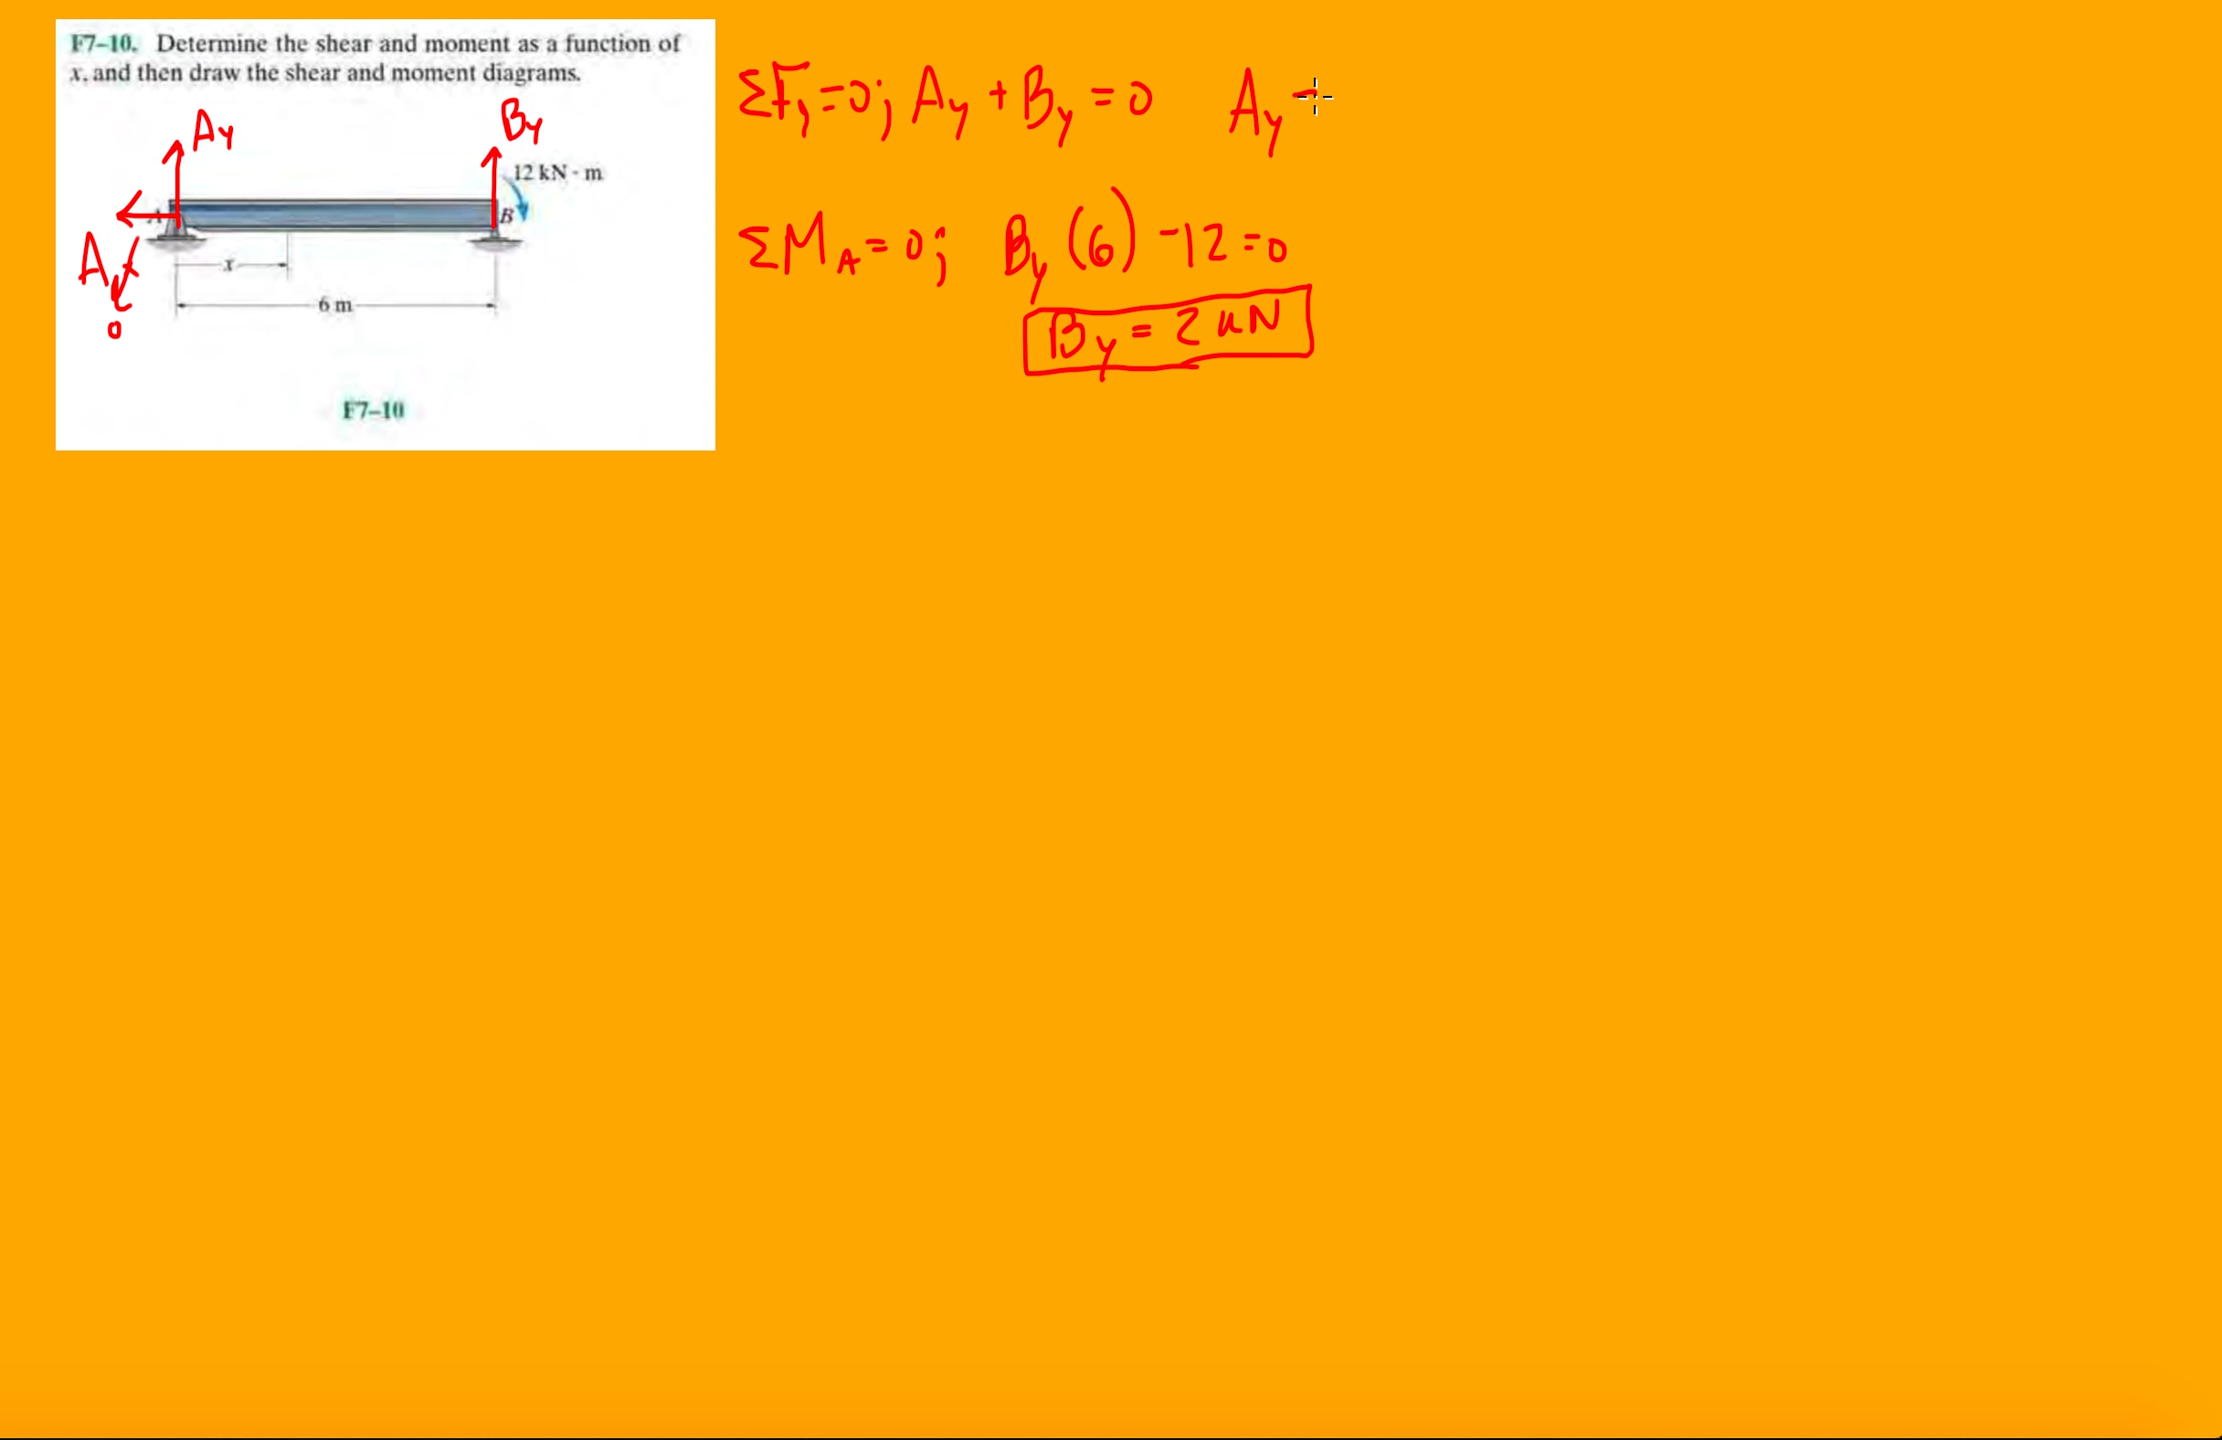 F7–10. Determine the shear and moment as a function of
x, and then draw the shear and moment diagrams.
Ay
By
12 kN · m
A
B
Ax
0
x
6 m
F7–10
ΣFy=0; Ay + By = 0 Ay =
ΣMA = 0; By (6) -12 = 0
By = 2 kN